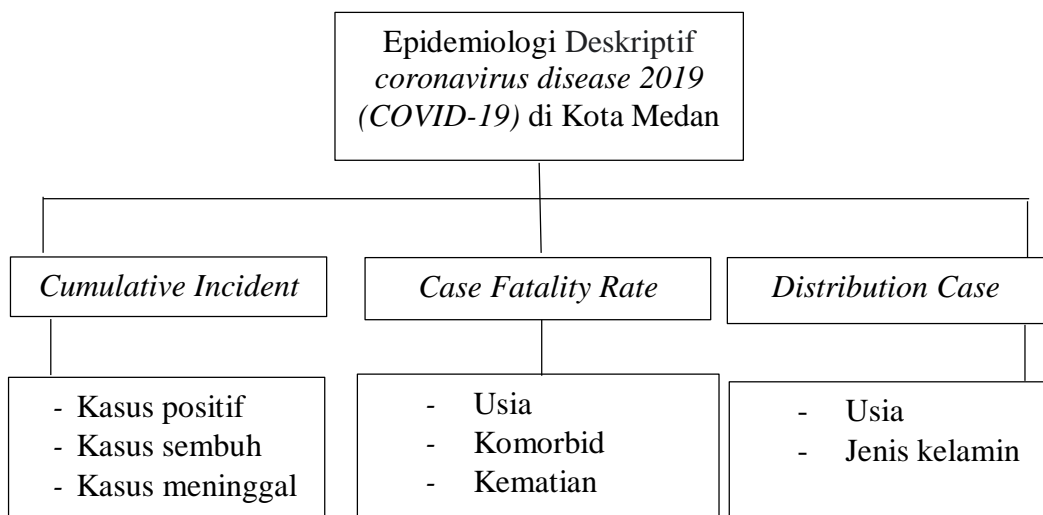 Epidemiologi Deskriptif
coronavirus disease 2019
(COVID-19) di Kota Medan
Cumulative Incident
Case Fatality Rate
Distribution Case
- Kasus positif
- Kasus sembuh
- Kasus meninggal
- Usia
- Komorbid
- Kematian
- Usia
- Jenis kelamin